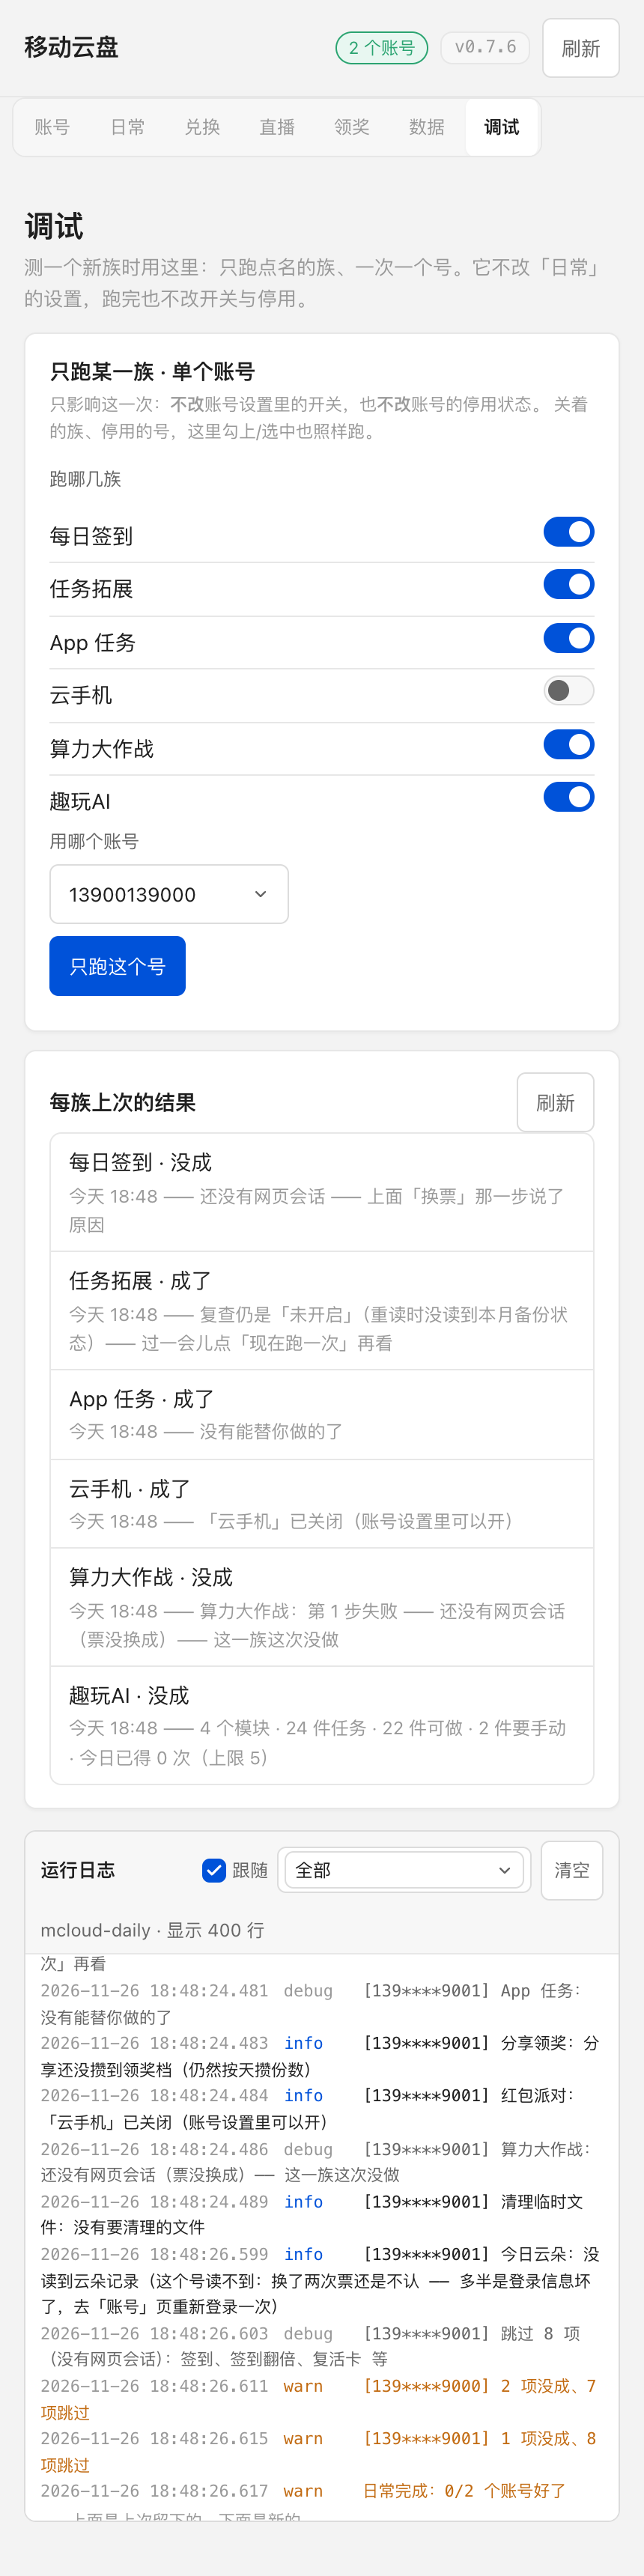 移动云盘
2 个账号
v0.7.6
刷新
账号 日常 兑换 直播 领奖 数据 调试
调试
测一个新族时用这里：只跑点名的族、一次一个号。它不改「日常」
的设置，跑完也不改开关与停用。
只跑某一族 · 单个账号
只影响这一次：不改账号设置里的开关，也不改账号的停用状态。 关着
的族、停用的号，这里勾上/选中也照样跑。
跑哪几族
每日签到
任务拓展
App 任务
云手机
算力大作战
趣玩AI
用哪个账号
13900139000
只跑这个号
每族上次的结果
刷新
每日签到 · 没成
今天 18:48 —— 还没有网页会话 —— 上面「换票」那一步说了
原因
任务拓展 · 成了
今天 18:48 —— 复查仍是「未开启」（重读时没读到本月备份状
态）—— 过一会儿点「现在跑一次」再看
App 任务 · 成了
今天 18:48 —— 没有能替你做的了
云手机 · 成了
今天 18:48 —— 「云手机」已关闭（账号设置里可以开）
算力大作战 · 没成
今天 18:48 —— 算力大作战：第 1 步失败 —— 还没有网页会话
（票没换成）—— 这一族这次没做
趣玩AI · 没成
今天 18:48 —— 4 个模块 · 24 件任务 · 22 件可做 · 2 件要手动
· 今日已得 0 次（上限 5）
运行日志
跟随
全部
清空
mcloud-daily · 显示 400 行
次」再看
2026-11-26 18:48:24.481 debug [139****9001] App 任务：
没有能替你做的了
2026-11-26 18:48:24.483 info [139****9001] 分享领奖：分
享还没攒到领奖档（仍然按天攒份数）
2026-11-26 18:48:24.484 info [139****9001] 红包派对：
「云手机」已关闭（账号设置里可以开）
2026-11-26 18:48:24.486 debug [139****9001] 算力大作战：
还没有网页会话（票没换成）—— 这一族这次没做
2026-11-26 18:48:24.489 info [139****9001] 清理临时文
件：没有要清理的文件
2026-11-26 18:48:26.599 info [139****9001] 今日云朵：没
读到云朵记录（这个号读不到：换了两次票还是不认 —— 多半是登录信息坏
了，去「账号」页重新登录一次）
2026-11-26 18:48:26.603 debug [139****9001] 跳过 8 项
（没有网页会话）：签到、签到翻倍、复活卡 等
2026-11-26 18:48:26.611 warn [139****9000] 2 项没成、7
项跳过
2026-11-26 18:48:26.615 warn [139****9001] 1 项没成、8
项跳过
2026-11-26 18:48:26.617 warn 日常完成：0/2 个账号好了
上面是上次留下的，下面是新的